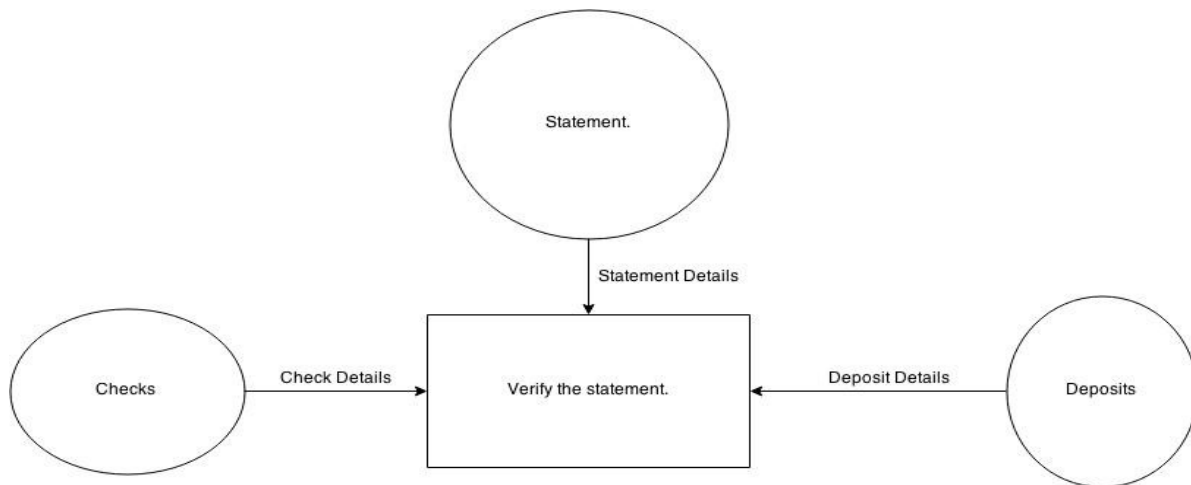 Statement.
Statement Details
Checks
Check Details
Verify the statement.
Deposit Details
Deposits